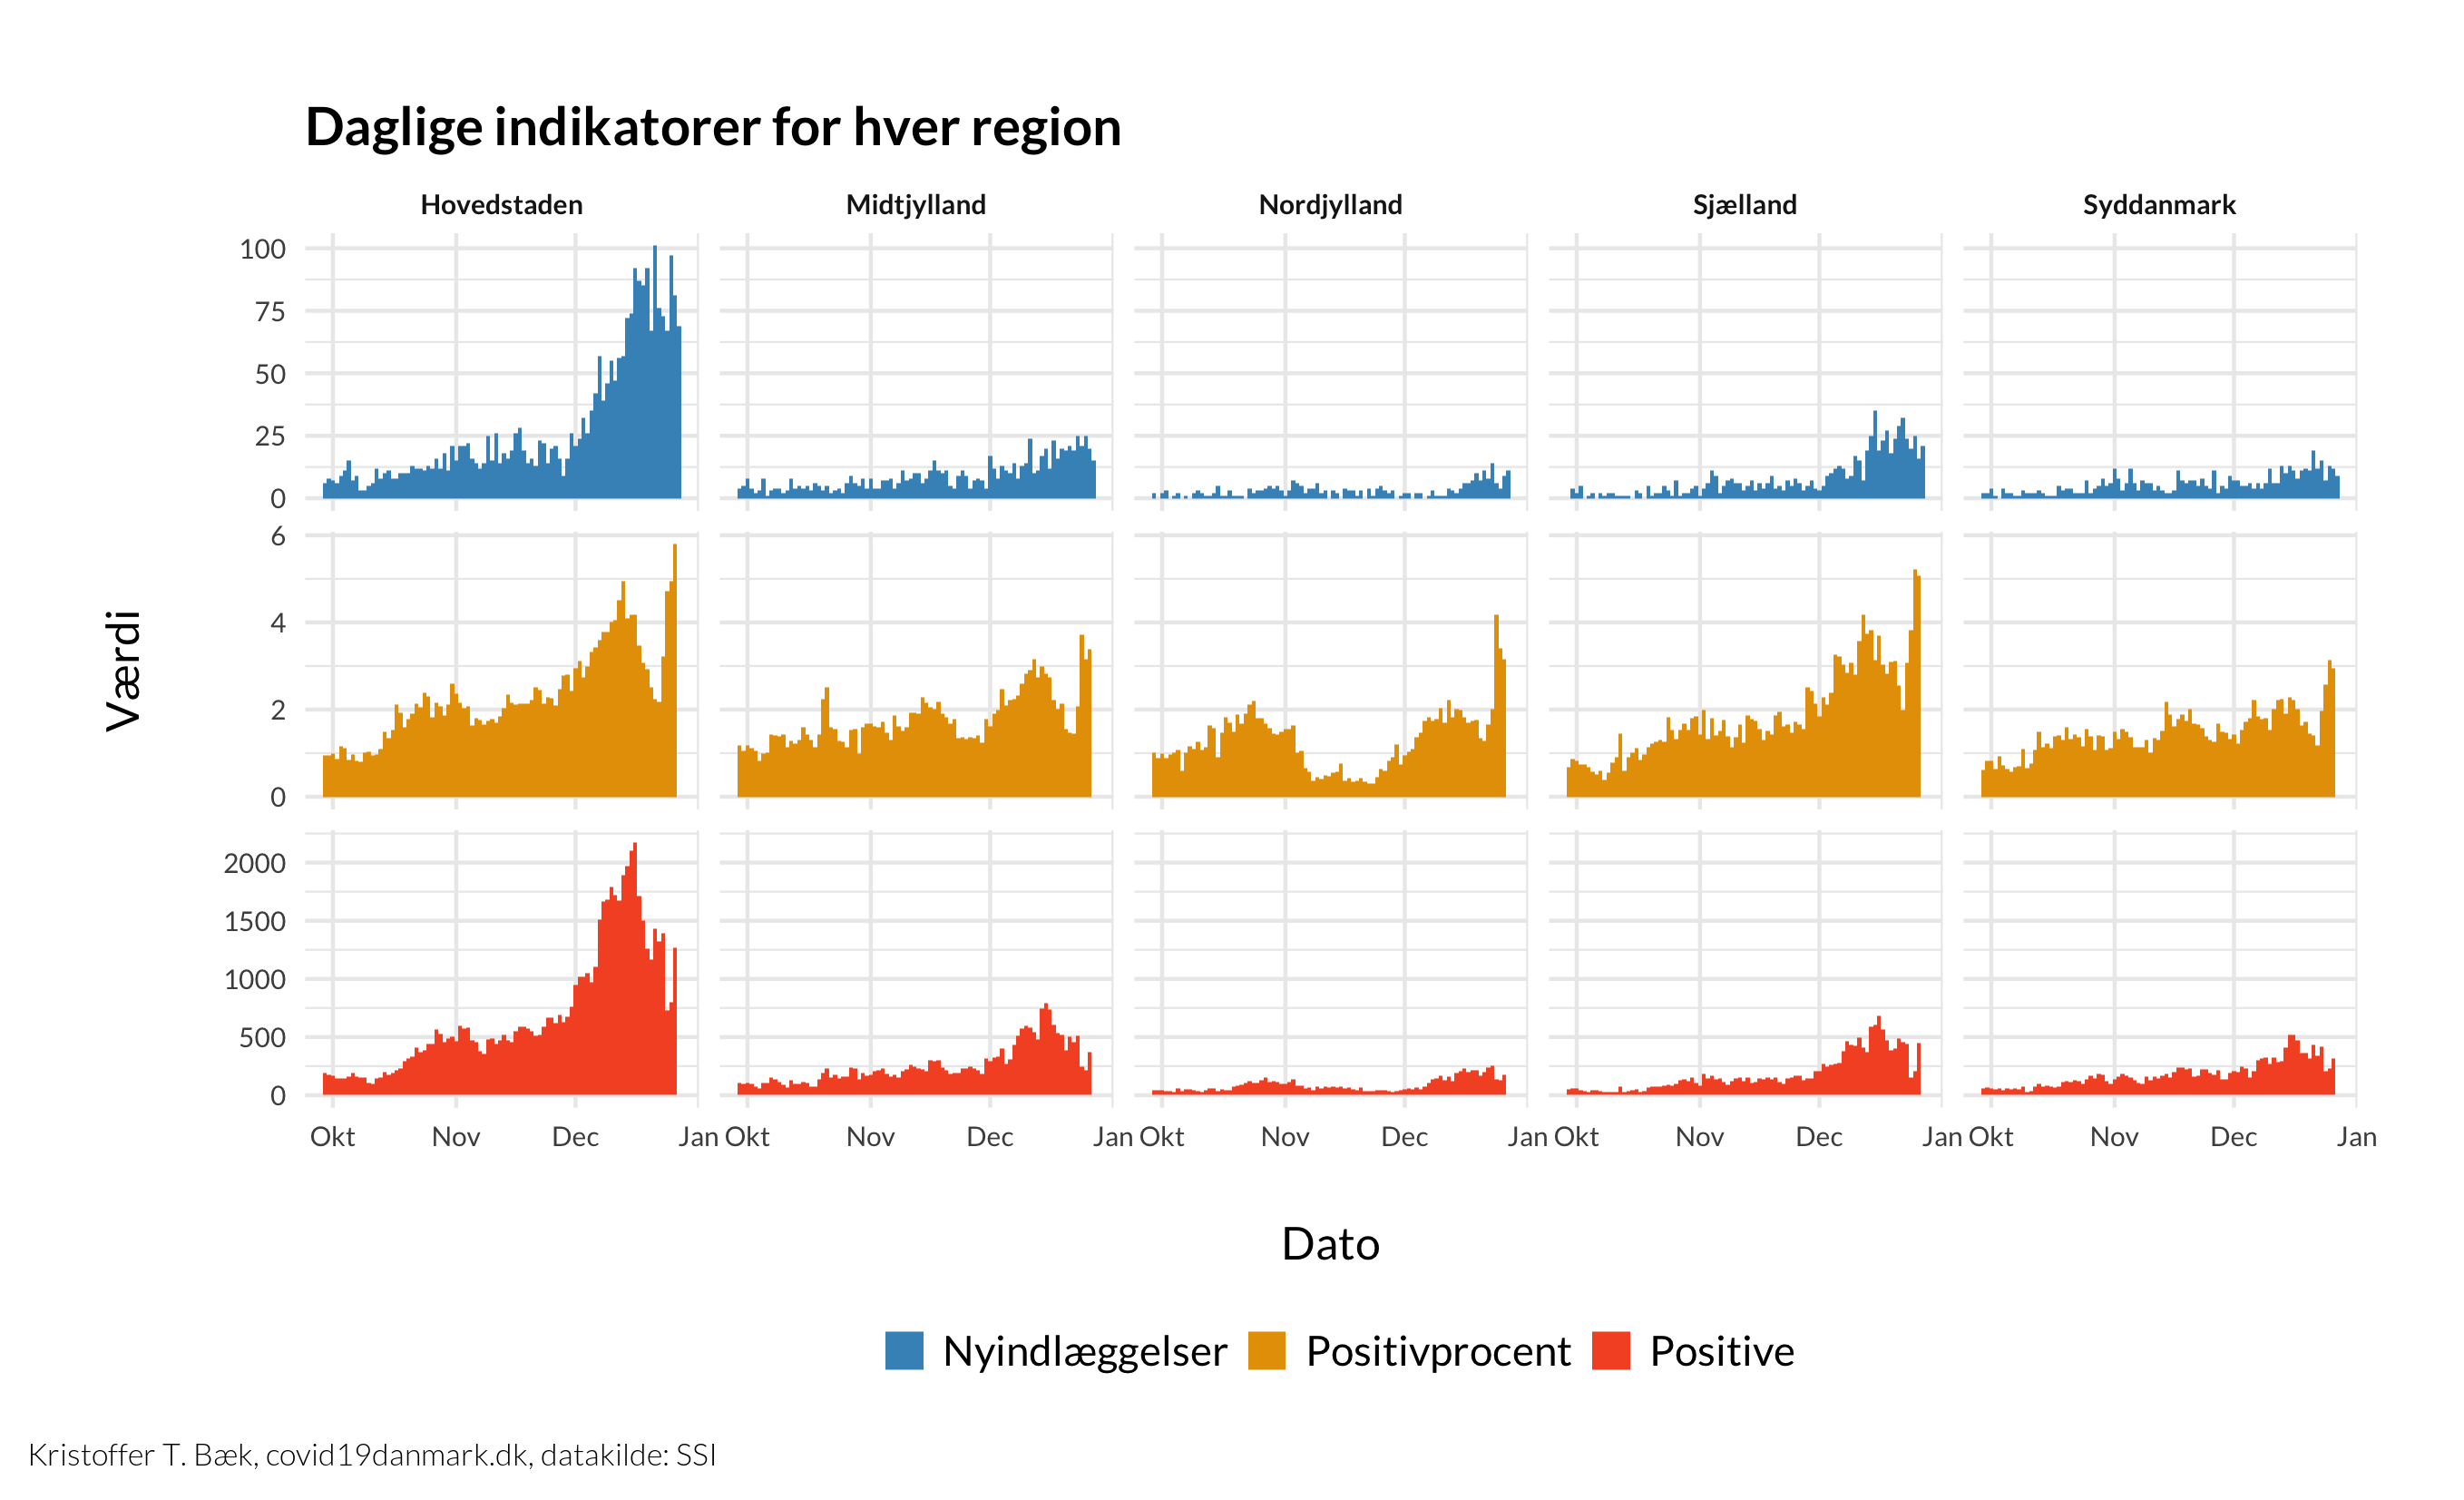 Daglige indikatorer for hver region
Hovedstaden Midtjylland Nordjylland Sjælland Syddanmark
100
75
50
25
0
6
4
2
0
2000
1500
1000
500
0
Værdi
Okt Nov Dec Jan Okt Nov Dec Jan Okt Nov Dec Jan Okt Nov Dec Jan Okt Nov Dec Jan
Dato
Nyindlæggelser Positivprocent Positive
Kristoffer T. Bæk, covid19danmark.dk, datakilde: SSI